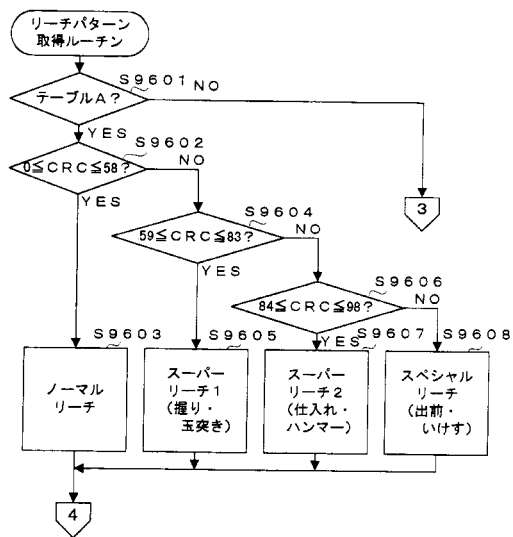 リーチパターン
取得ルーチン
S9601
テーブルA?
NO
YES
S9602
0≦CRC≦58?
NO
YES
S9604
59≦CRC≦83?
NO
YES
S9606
84≦CRC≦98?
NO
YES
3
S9603
ノーマル
リーチ
S9605
スーパー
リーチ1
(握り・
玉突き)
S9607
スーパー
リーチ2
(仕入れ・
ハンマー)
S9608
スペシャル
リーチ
(出前・
いけす)
4